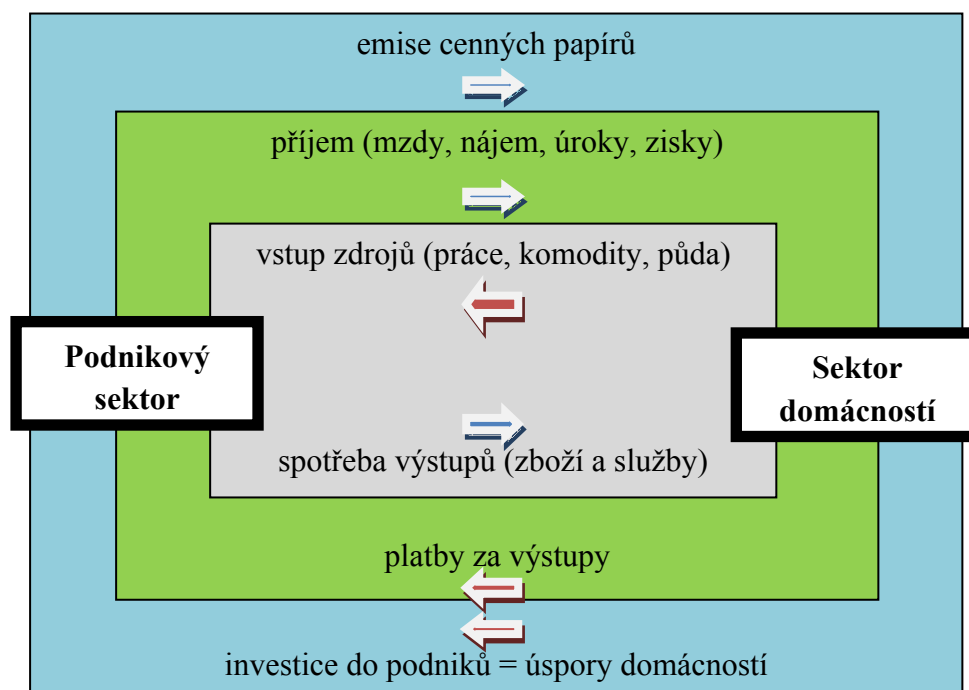 emise cenných papírů
příjem (mzdy, nájem, úroky, zisky)
vstup zdrojů (práce, komodity, půda)
Podnikový
sektor
Sektor
domácností
spotřeba výstupů (zboží a služby)
platby za výstupy
investice do podniků = úspory domácností